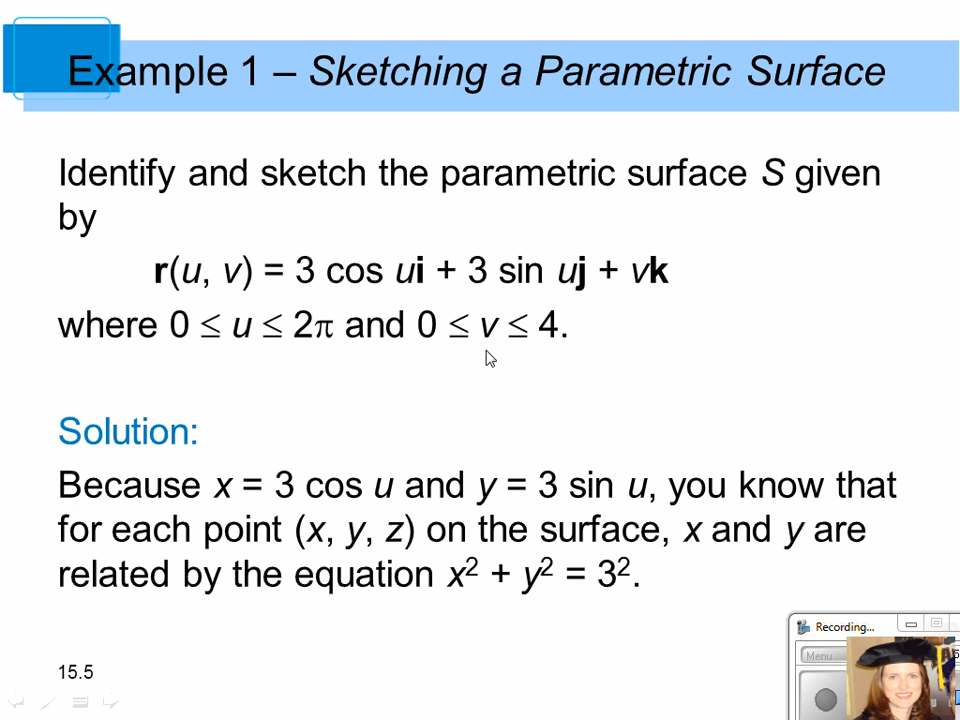 Example 1 – Sketching a Parametric Surface
Identify and sketch the parametric surface S given
by
r(u, v) = 3 cos ui + 3 sin uj + vk
where 0 ≤ u ≤ 2π and 0 ≤ v ≤ 4.
Solution:
Because x = 3 cos u and y = 3 sin u, you know that
for each point (x, y, z) on the surface, x and y are
related by the equation x² + y² = 3².
Recording...
Menu
15.5